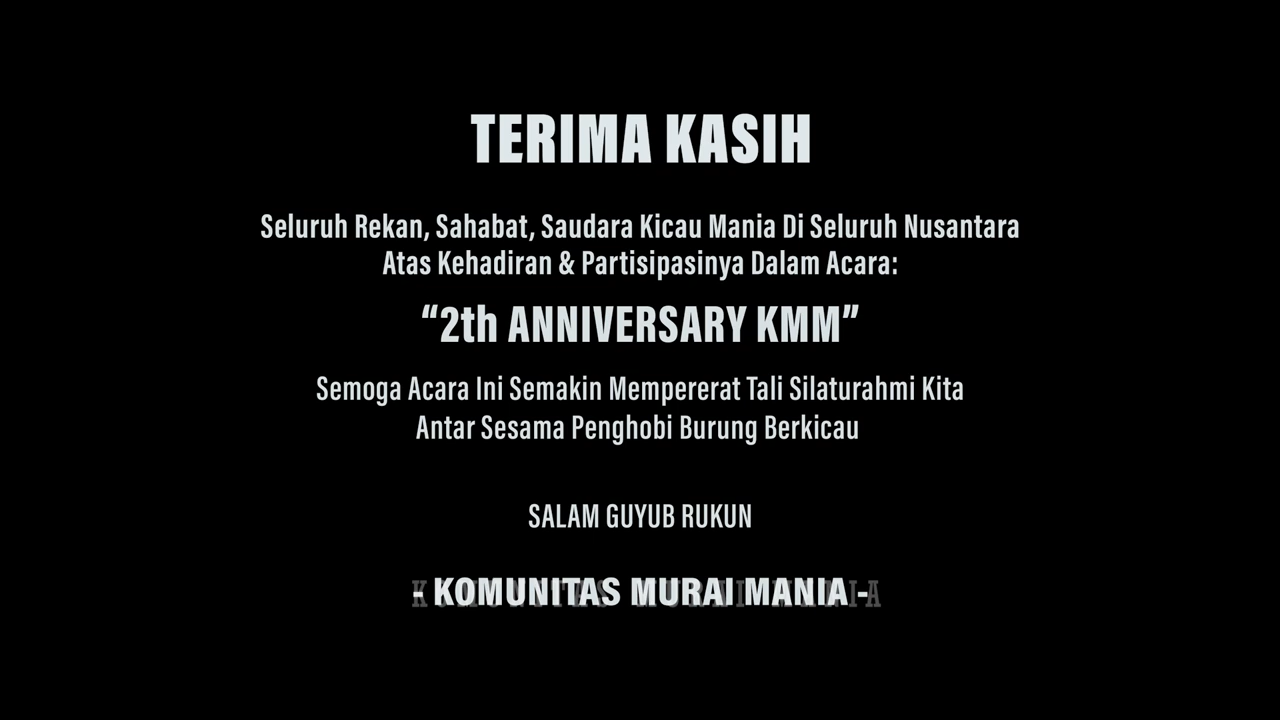 TERIMA KASIH
Seluruh Rekan, Sahabat, Saudara Kicau Mania Di Seluruh Nusantara
Atas Kehadiran & Partisipasinya Dalam Acara:
“2th ANNIVERSARY KMM”
Semoga Acara Ini Semakin Mempererat Tali Silaturahmi Kita
Antar Sesama Penghobi Burung Berkicau
SALAM GUYUB RUKUN
- KOMUNITAS MURAI MANIA -